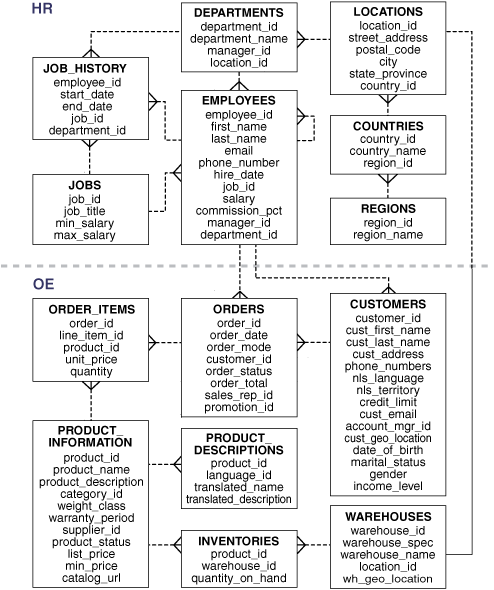 HR
DEPARTMENTS
department_id
department_name
manager_id
location_id
LOCATIONS
location_id
street_address
postal_code
city
state_province
country_id
JOB_HISTORY
employee_id
start_date
end_date
job_id
department_id
EMPLOYEES
employee_id
first_name
last_name
email
phone_number
hire_date
job_id
salary
commission_pct
manager_id
department_id
COUNTRIES
country_id
country_name
region_id
JOBS
job_id
job_title
min_salary
max_salary
REGIONS
region_id
region_name
OE
ORDER_ITEMS
order_id
line_item_id
product_id
unit_price
quantity
ORDERS
order_id
order_date
order_mode
customer_id
order_status
order_total
sales_rep_id
promotion_id
CUSTOMERS
customer_id
cust_first_name
cust_last_name
cust_address
phone_numbers
nls_language
nls_territory
credit_limit
cust_email
account_mgr_id
cust_geo_location
date_of_birth
marital_status
gender
income_level
PRODUCT_
INFORMATION
product_id
product_name
product_description
category_id
weight_class
warranty_period
supplier_id
product_status
list_price
min_price
catalog_url
PRODUCT_
DESCRIPTIONS
product_id
language_id
translated_name
translated_description
INVENTORIES
product_id
warehouse_id
quantity_on_hand
WAREHOUSES
warehouse_id
warehouse_spec
warehouse_name
location_id
wh_geo_location